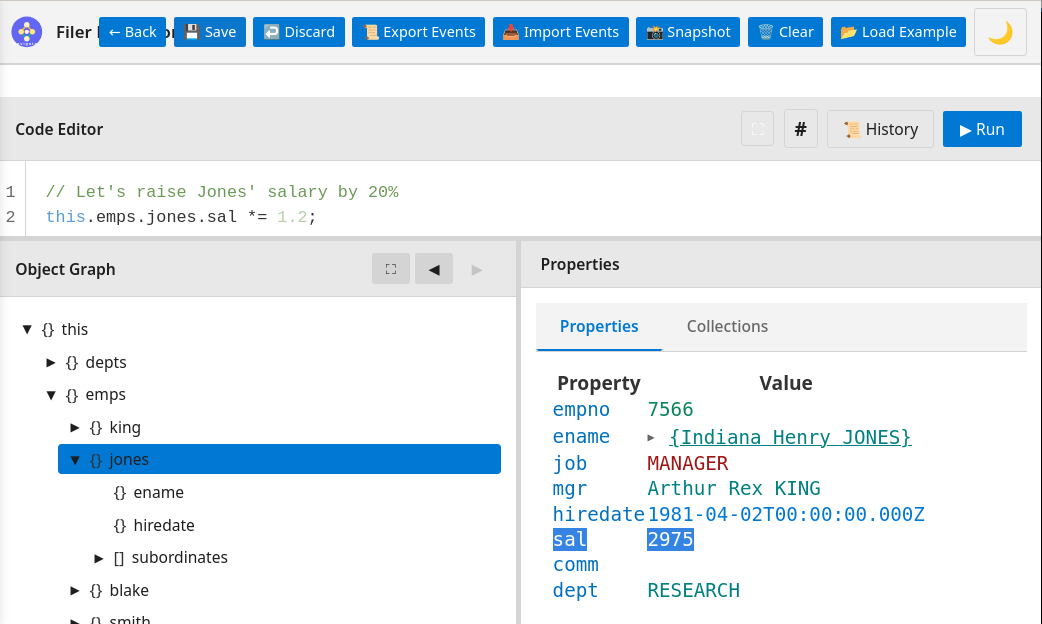 Filer
← Back
💾 Save
↩️ Discard
📜 Export Events
📥 Import Events
📸 Snapshot
🗑️ Clear
📂 Load Example
🌙
Code Editor
⛶
#
📜 History
▶ Run
1 // Let's raise Jones' salary by 20%
2 this.emps.jones.sal *= 1.2;
Object Graph
⛶
◀
▶
▼ {} this
▶ {} depts
▼ {} emps
▶ {} king
▼ {} jones
{} ename
{} hiredate
▶ [] subordinates
▶ {} blake
▶ {} smith
Properties
Properties Collections
Property Value
empno 7566
ename ▸ {Indiana Henry JONES}
job MANAGER
mgr Arthur Rex KING
hiredate 1981-04-02T00:00:00.000Z
sal 2975
comm
dept RESEARCH